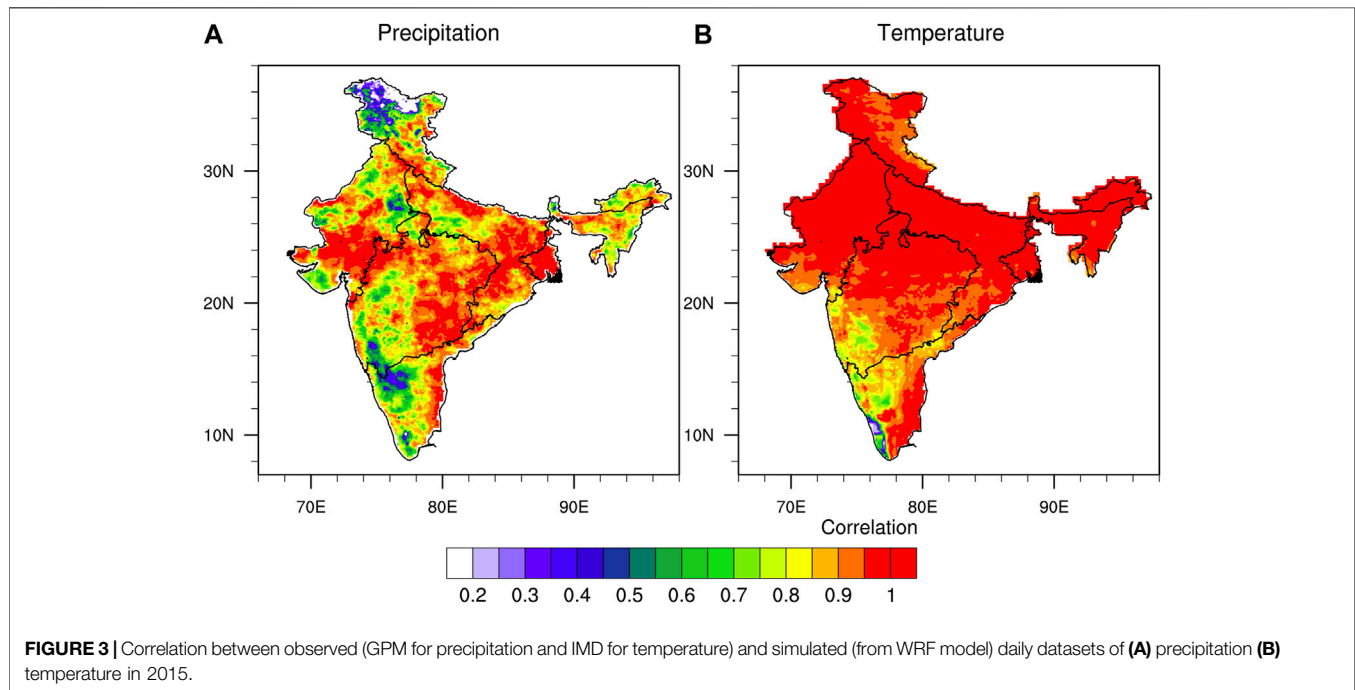 A Precipitation B Temperature
30N 30N
20N 20N
10N 10N
70E 80E 90E 70E 80E 90E
Correlation
0.2 0.3 0.4 0.5 0.6 0.7 0.8 0.9 1
FIGURE 3 | Correlation between observed (GPM for precipitation and IMD for temperature) and simulated (from WRF model) daily datasets of (A) precipitation (B)
temperature in 2015.